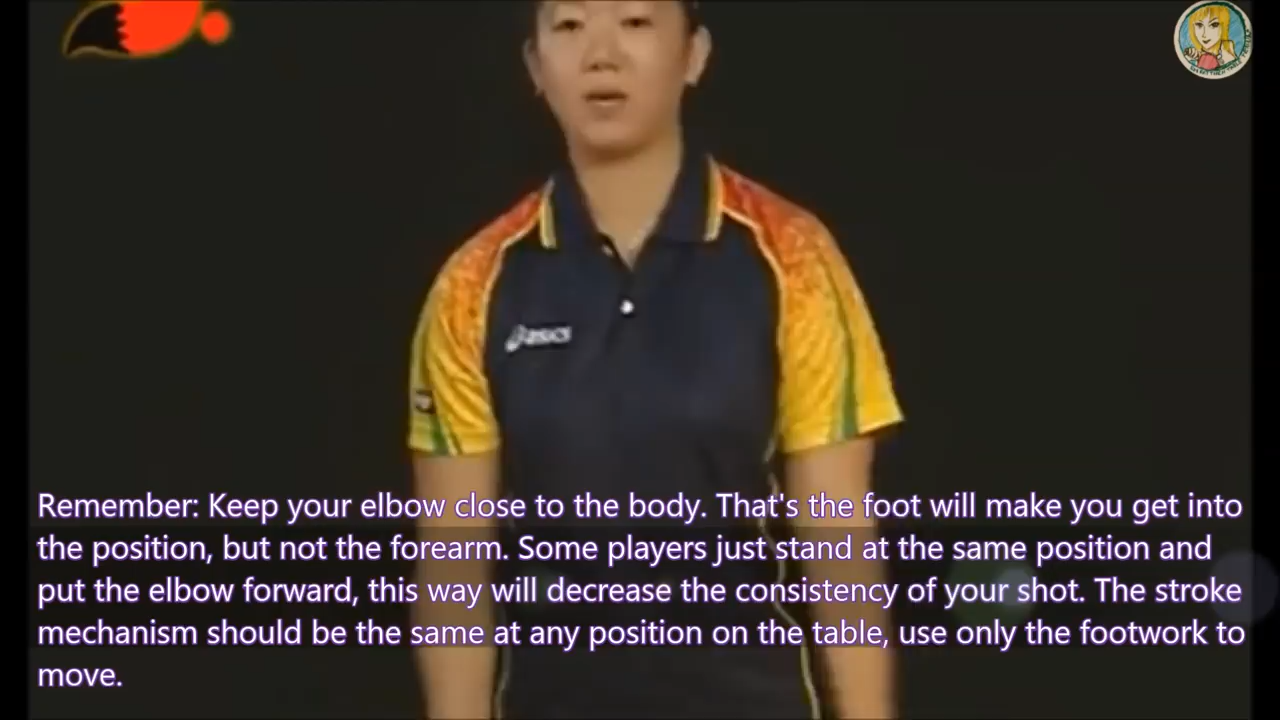 asics
Remember: Keep your elbow close to the body. That's the foot will make you get into
the position, but not the forearm. Some players just stand at the same position and
put the elbow forward, this way will decrease the consistency of your shot. The stroke
mechanism should be the same at any position on the table, use only the footwork to
move.